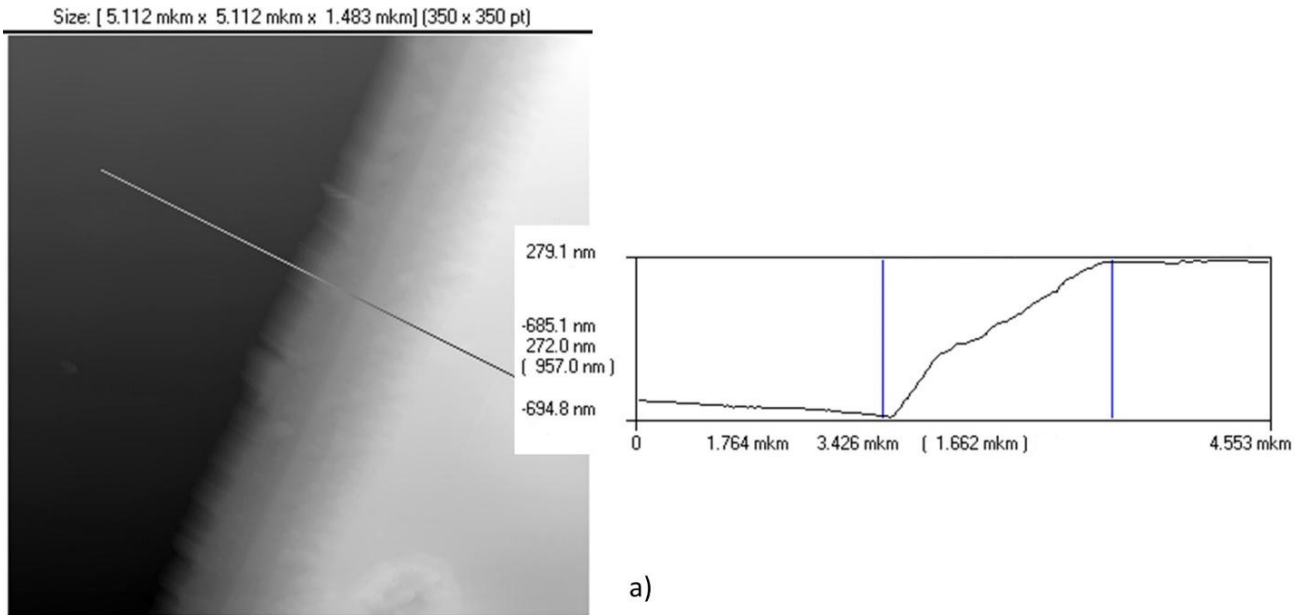 Size: [ 5.112 mkm x 5.112 mkm x 1.483 mkm] (350 x 350 pt)
279.1 nm
-685.1 nm
272.0 nm
( 957.0 nm )
-694.8 nm
0 1.764 mkm 3.426 mkm ( 1.662 mkm ) 4.553 mkm
a)